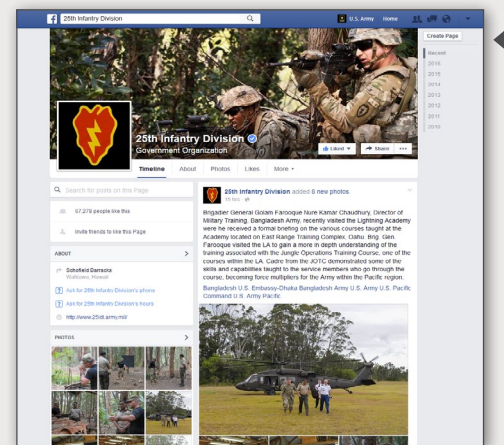 25th Infantry Division
U.S. Army Home
Create Page
Recent
2016
2015
2014
2013
2012
2011
2010
25th Infantry Division
Government Organization
Liked
Share
Timeline About Photos Likes More
Search for posts on this Page
67,278 people like this
Invite friends to like this Page
ABOUT
Schofield Barracks
Wahiawa, Hawaii
Ask for 25th Infantry Division's phone
Ask for 25th Infantry Division's hours
http://www.25idl.army.mil/
PHOTOS
25th Infantry Division added 8 new photos
Brigadier General Golam Farooque Nure Kamar Chaudhury, Director of
Military Training, Bangladesh Army, recently visited the Lightning Academy
were he received a formal briefing on the various courses taught at the
Academy located on East Range Training Complex, Oahu. Brig. Gen.
Farooque visited the LA to gain a more in depth understanding of the
training associated with the Jungle Operations Training Course, one of the
courses within the LA. Cadre from the JOTC demonstrated some of the
skills and capabilities taught to the service members who go through the
course, becoming force multipliers for the Army within the Pacific region.
Bangladesh U.S. Embassy-Dhaka Bangladesh Army U.S. Army U.S. Pacific
Command U.S. Army Pacific